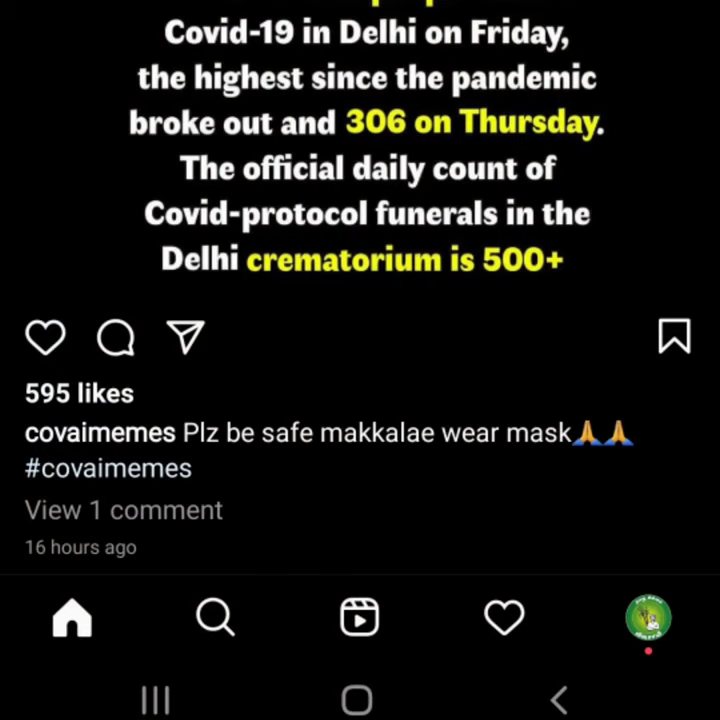 Covid-19 in Delhi on Friday,
the highest since the pandemic
broke out and 306 on Thursday.
The official daily count of
Covid-protocol funerals in the
Delhi crematorium is 500+
595 likes
covaimemes Plz be safe makkalae wear mask🙏🙏
#covaimemes
View 1 comment
16 hours ago